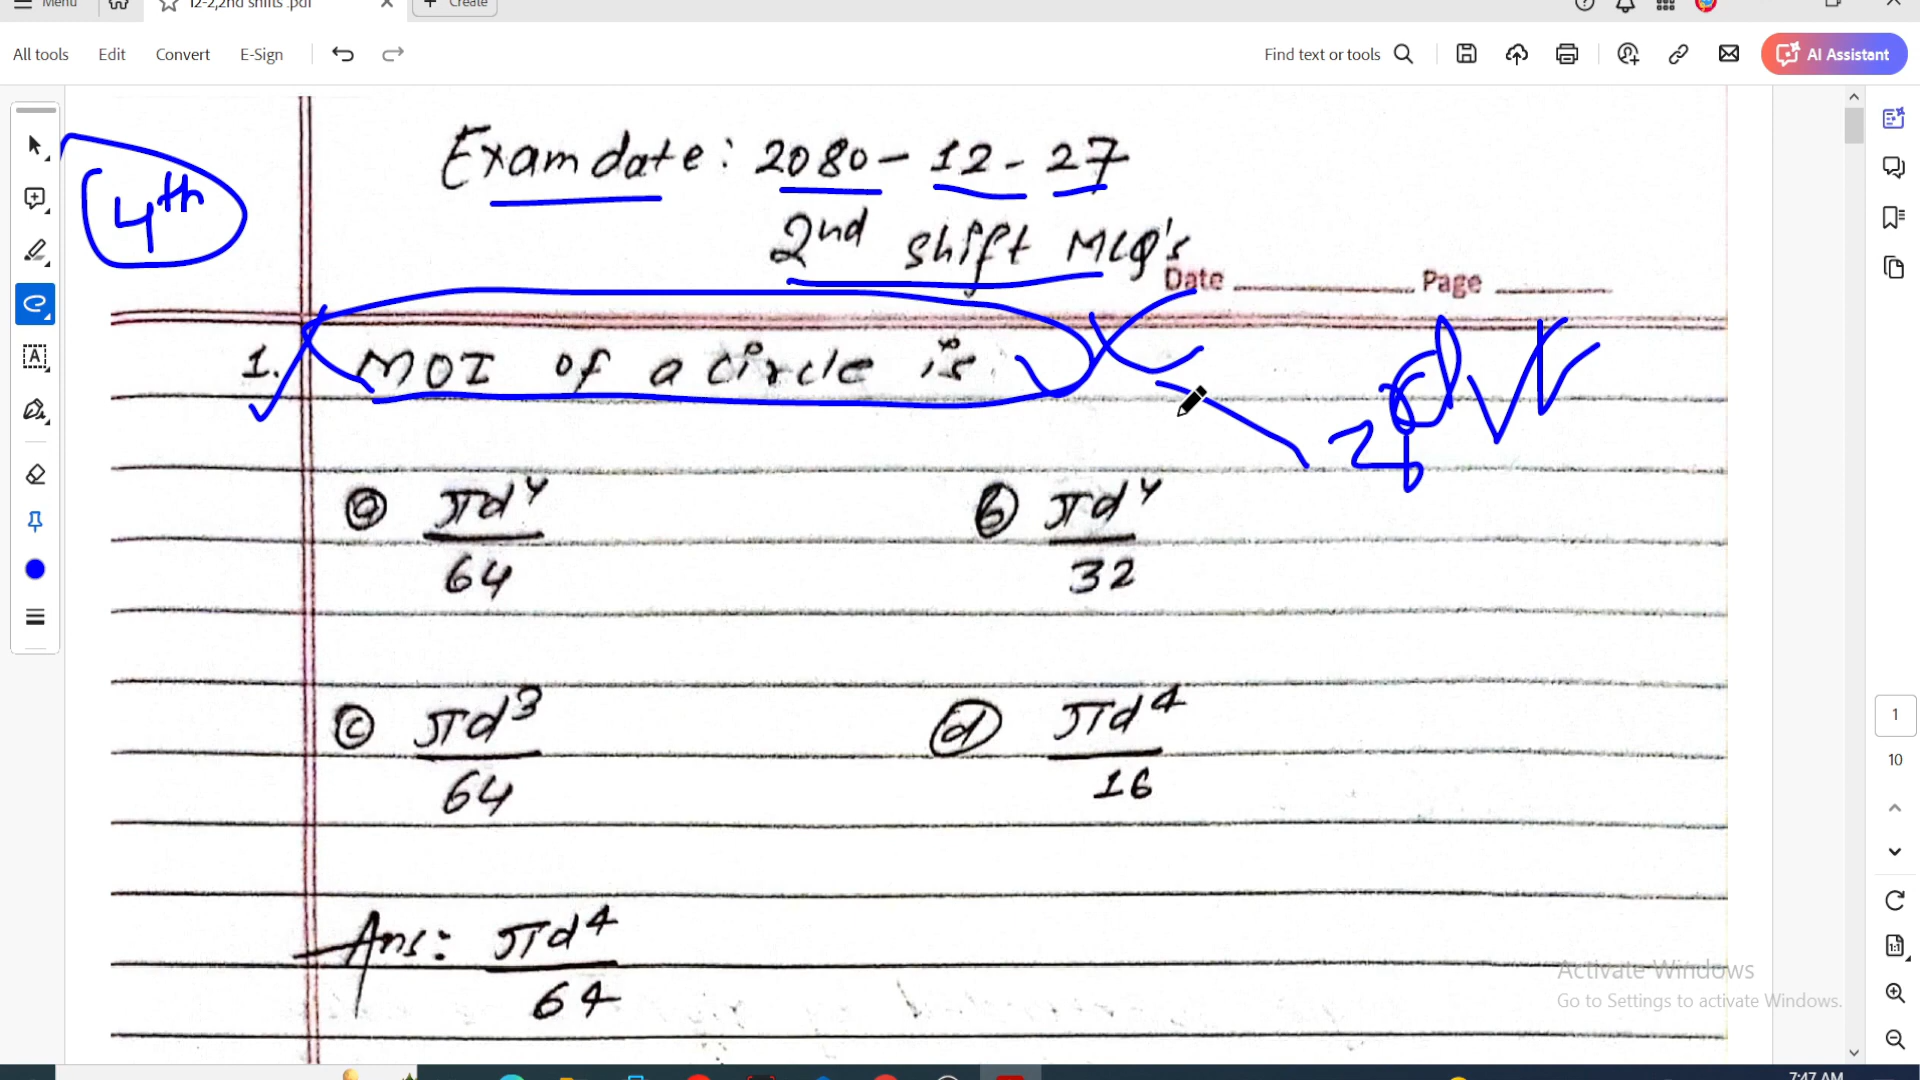 Menu
12-2,2nd shifts .pdf
Create
All tools Edit Convert E-Sign
Find text or tools
AI Assistant
4th
Exam date: 2080-12-27
2nd shift MCQ's
Date Page
1. MOI of a circle is
ⓐ πd⁴/64 ⓑ πd⁴/32
ⓒ πd³/64 ⓓ πd⁴/16
Ans: πd⁴/64
1
10
Activate Windows
Go to Settings to activate Windows.
7:47 AM